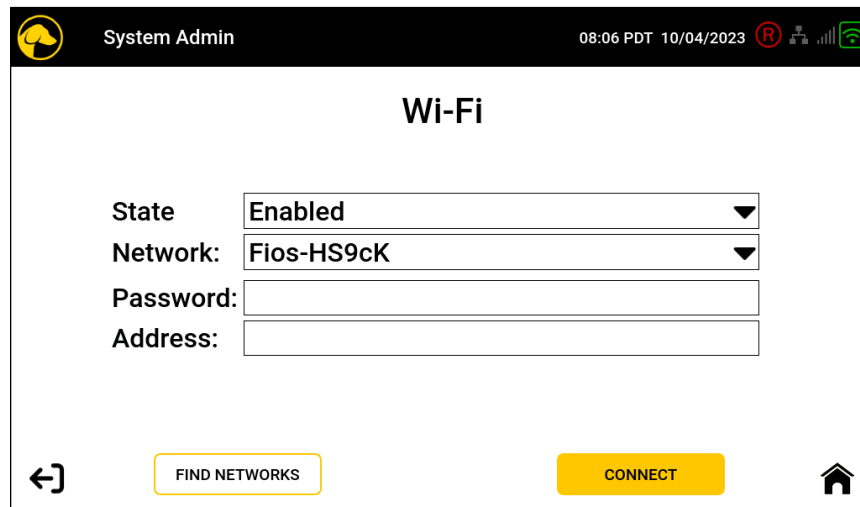 System Admin 08:06 PDT 10/04/2023 R
Wi-Fi
State Enabled
Network: Fios-HS9cK
Password:
Address:
FIND NETWORKS CONNECT